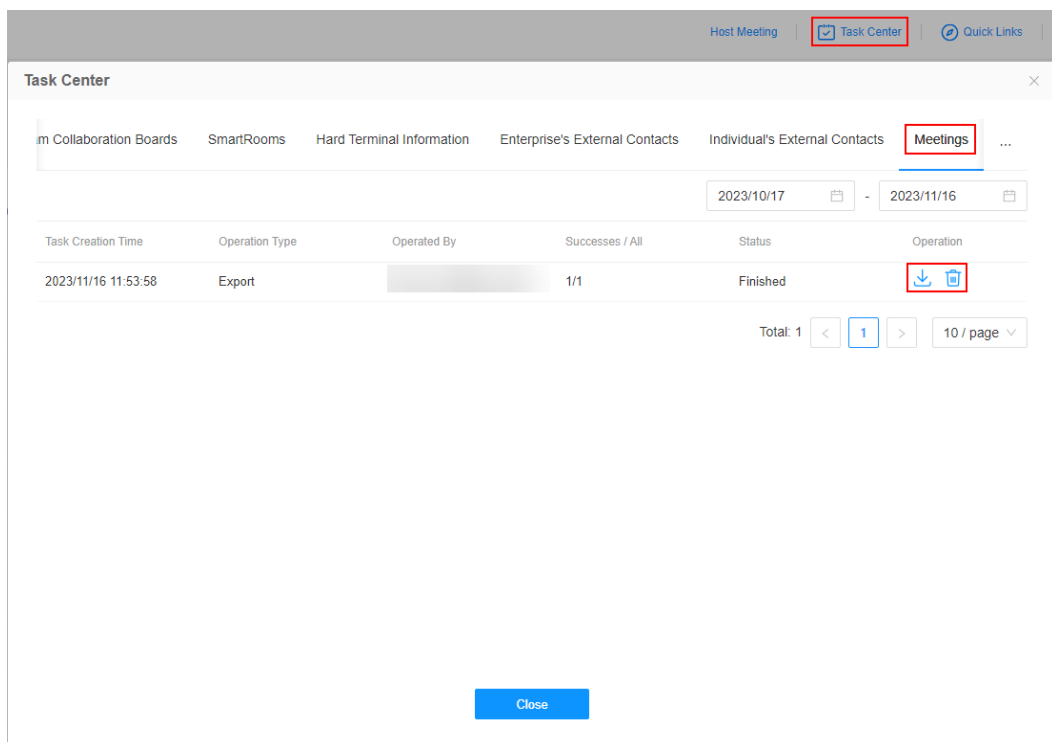 Host Meeting Task Center Quick Links
Task Center
m Collaboration Boards SmartRooms Hard Terminal Information Enterprise's External Contacts Individual's External Contacts Meetings ...
2023/10/17 - 2023/11/16
Task Creation Time Operation Type Operated By Successes / All Status Operation
2023/11/16 11:53:58 Export 1/1 Finished
Total: 1 < 1 > 10 / page
Close